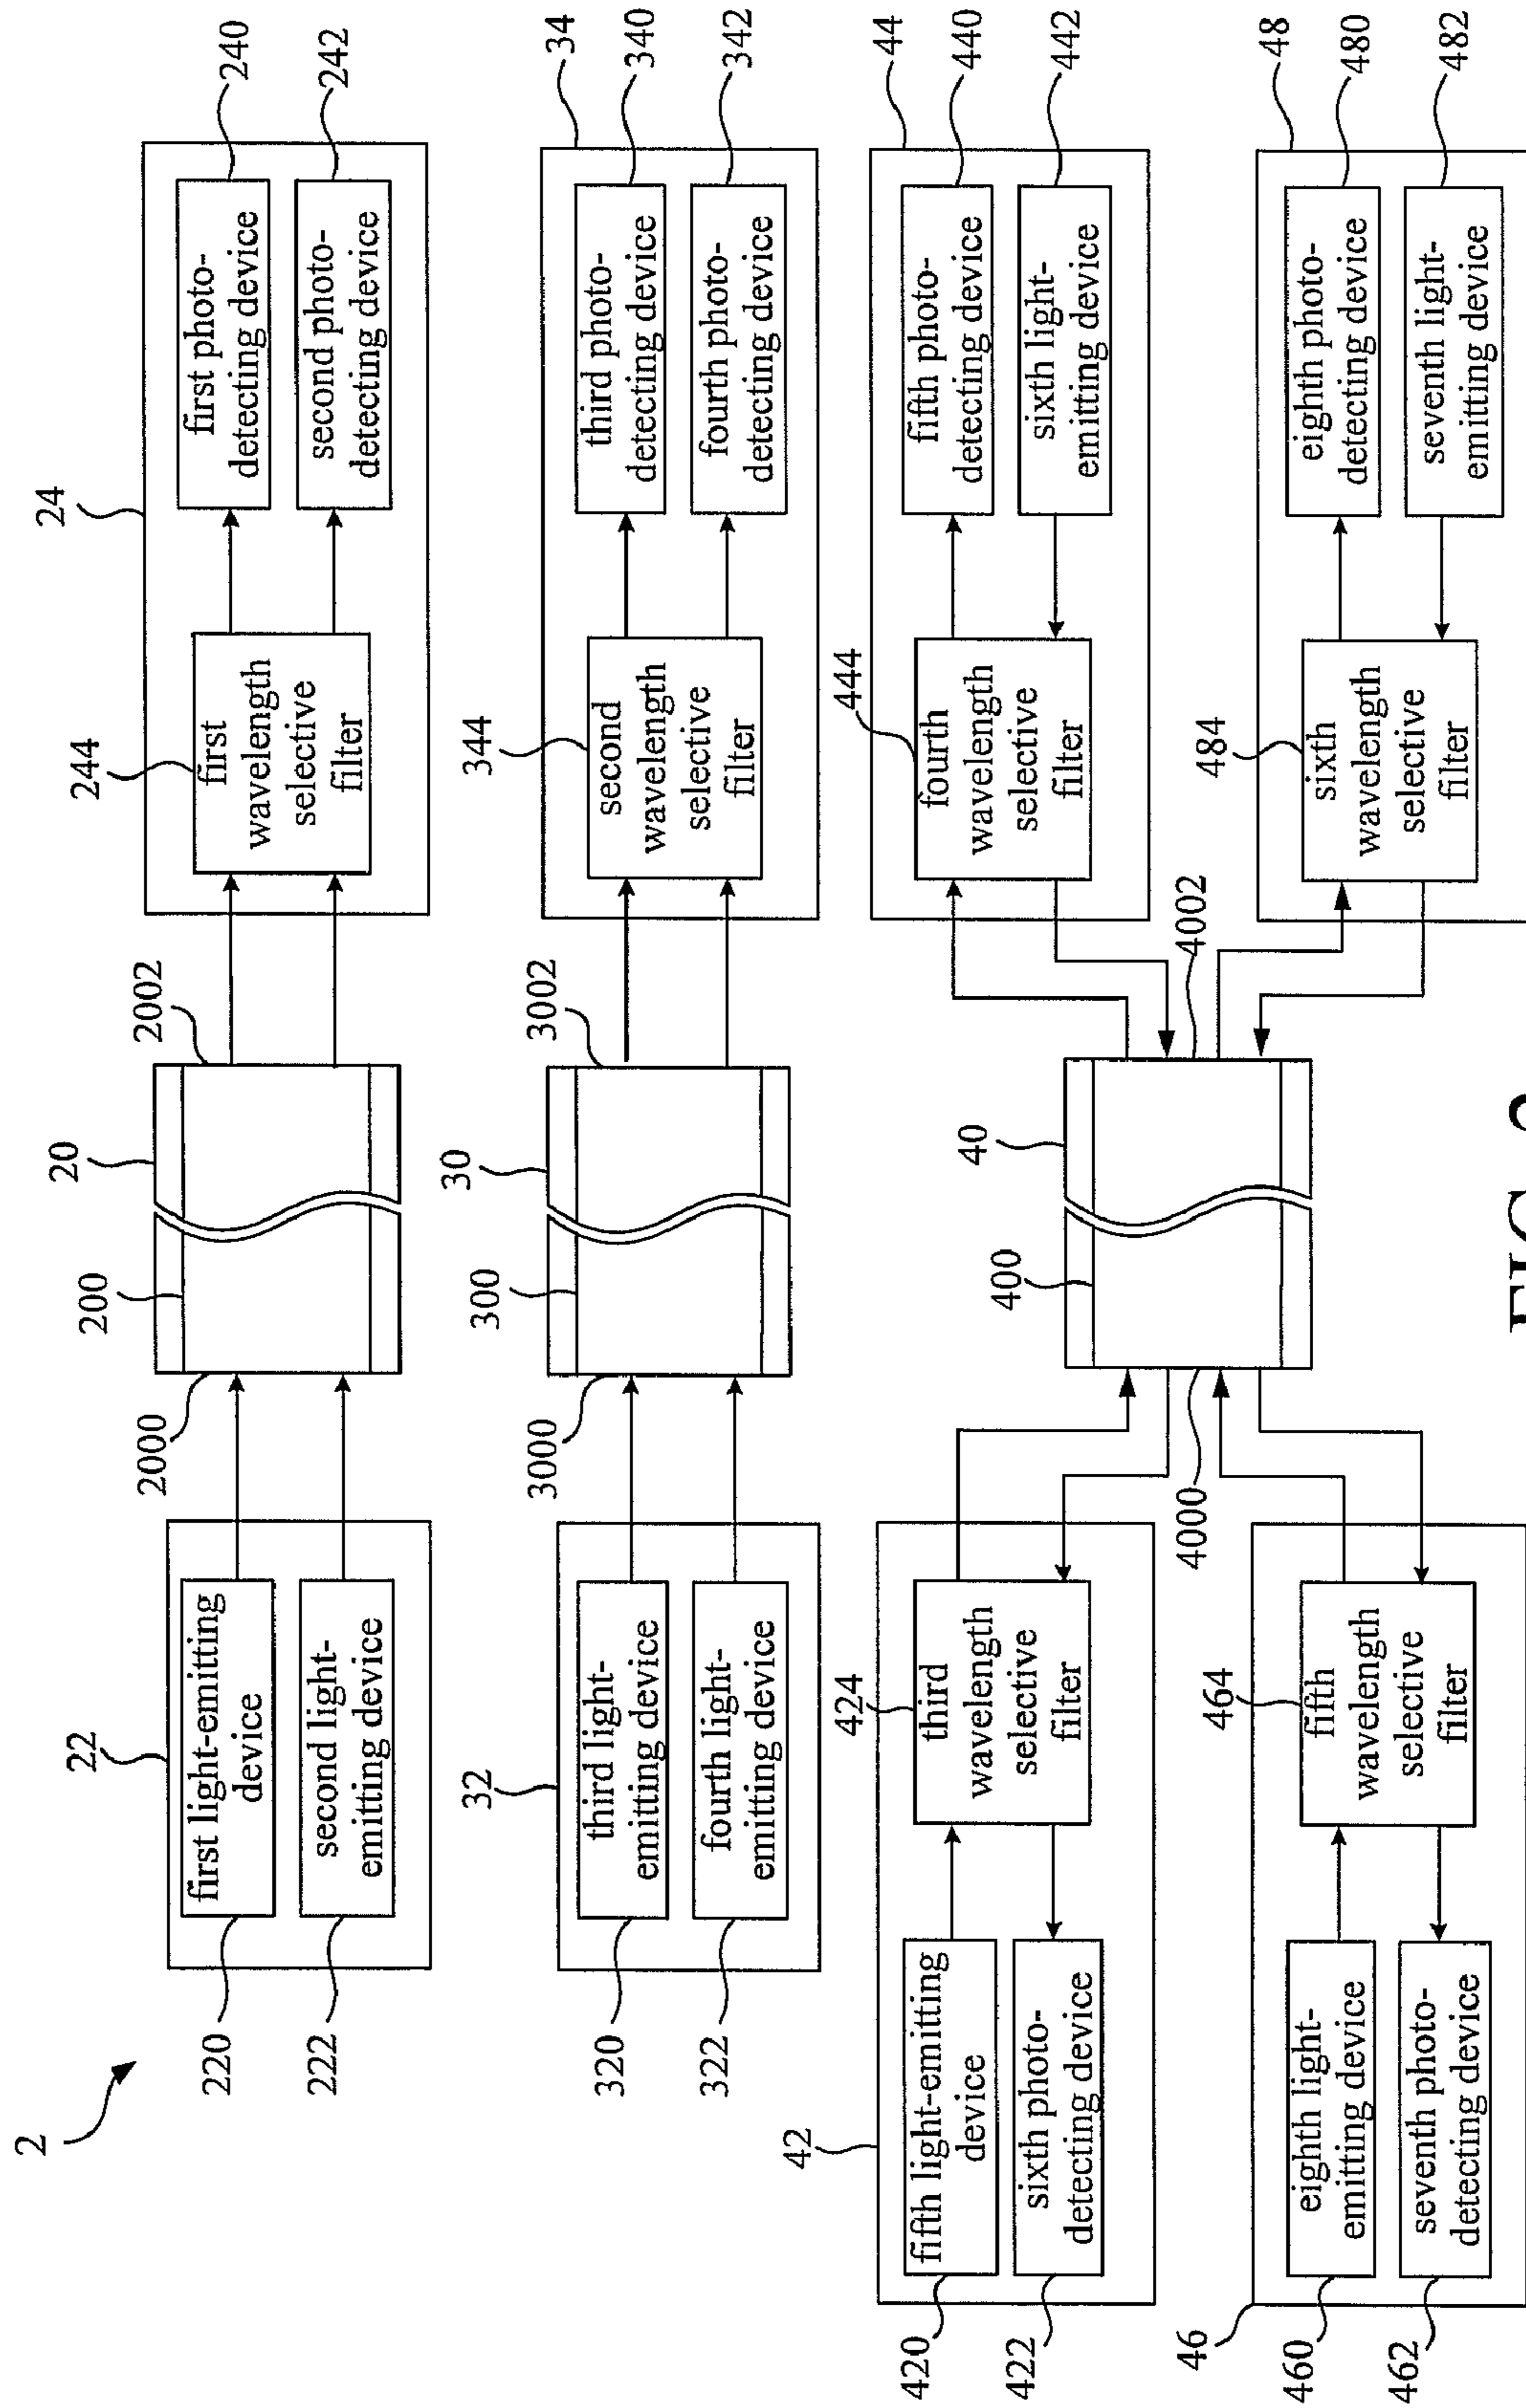 2
22
220
first light-emitting
device
222
second light-
emitting device
2000
200
20
2002
24
244
first
wavelength
selective
filter
first photo-
detecting device
240
second photo-
detecting device
242
32
320
third light-
emitting device
322
fourth light-
emitting device
3000
300
30
3002
34
344
second
wavelength
selective
filter
third photo-
detecting device
340
fourth photo-
detecting device
342
42
420
fifth light-emitting
device
422
sixth photo-
detecting device
424
third
wavelength
selective
filter
4000
400
40
4002
44
444
fourth
wavelength
selective
filter
fifth photo-
detecting device
440
sixth light-
emitting device
442
46
460
eighth light-
emitting device
462
seventh photo-
detecting device
464
fifth
wavelength
selective
filter
48
484
sixth
wavelength
selective
filter
eighth photo-
detecting device
480
seventh light-
emitting device
482
FIG.